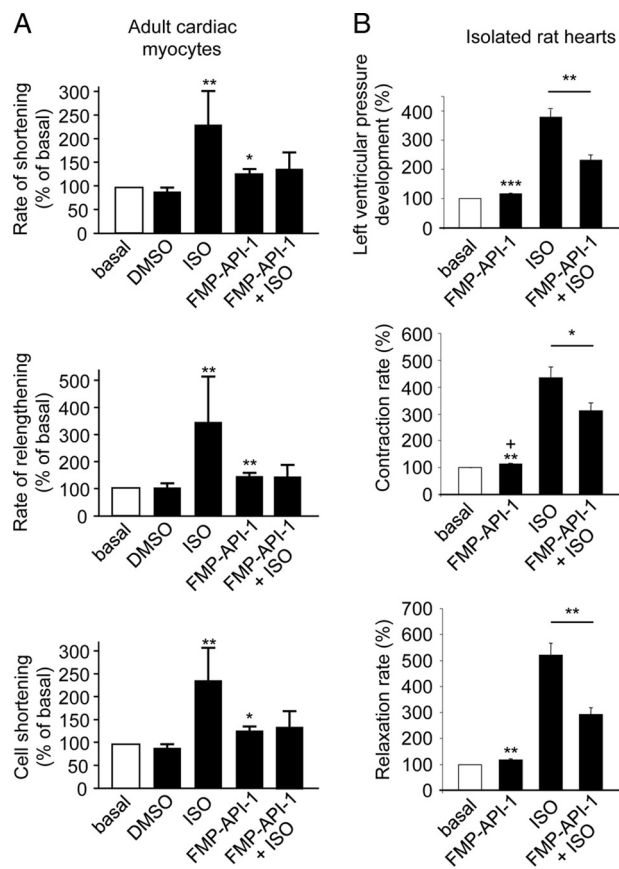 A
Adult cardiac
myocytes
Rate of shortening
(% of basal)
300
250
200
150
100
50
0
**
*
basal
DMSO
ISO
FMP-API-1
FMP-API-1
+ ISO
Rate of relengthening
(% of basal)
500
400
300
200
100
0
**
**
basal
DMSO
ISO
FMP-API-1
FMP-API-1
+ ISO
Cell shortening
(% of basal)
300
250
200
150
100
50
0
**
*
basal
DMSO
ISO
FMP-API-1
FMP-API-1
+ ISO
B
Isolated rat hearts
Left ventricular pressure
development (%)
400
300
200
100
0
***
**
basal
FMP-API-1
ISO
FMP-API-1
+ ISO
Contraction rate (%)
600
500
400
300
200
100
0
+
**
*
basal
FMP-API-1
ISO
FMP-API-1
+ ISO
Relaxation rate (%)
700
600
500
400
300
200
100
0
**
**
basal
FMP-API-1
ISO
FMP-API-1
+ ISO